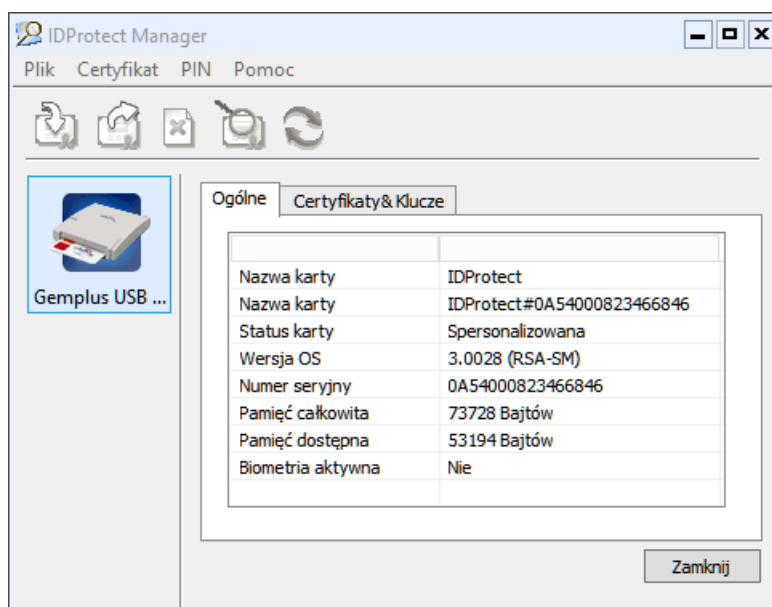 IDProtect Manager
Plik Certyfikat PIN Pomoc
Ogólne Certyfikaty& Klucze
Gemplus USB ...
Nazwa karty IDProtect
Nazwa karty IDProtect#0A54000823466846
Status karty Spersonalizowana
Wersja OS 3.0028 (RSA-SM)
Numer seryjny 0A54000823466846
Pamięć całkowita 73728 Bajtów
Pamięć dostępna 53194 Bajtów
Biometria aktywna Nie
Zamknij